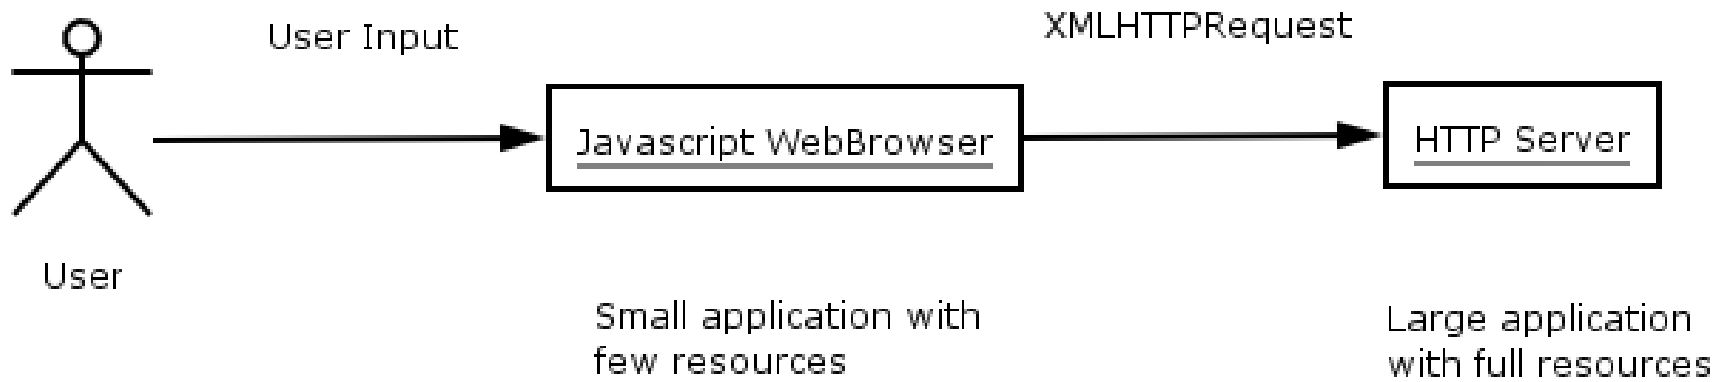 User Input
XMLHTTPRequest
Javascript WebBrowser
HTTP Server
User
Small application with
few resources
Large application
with full resources